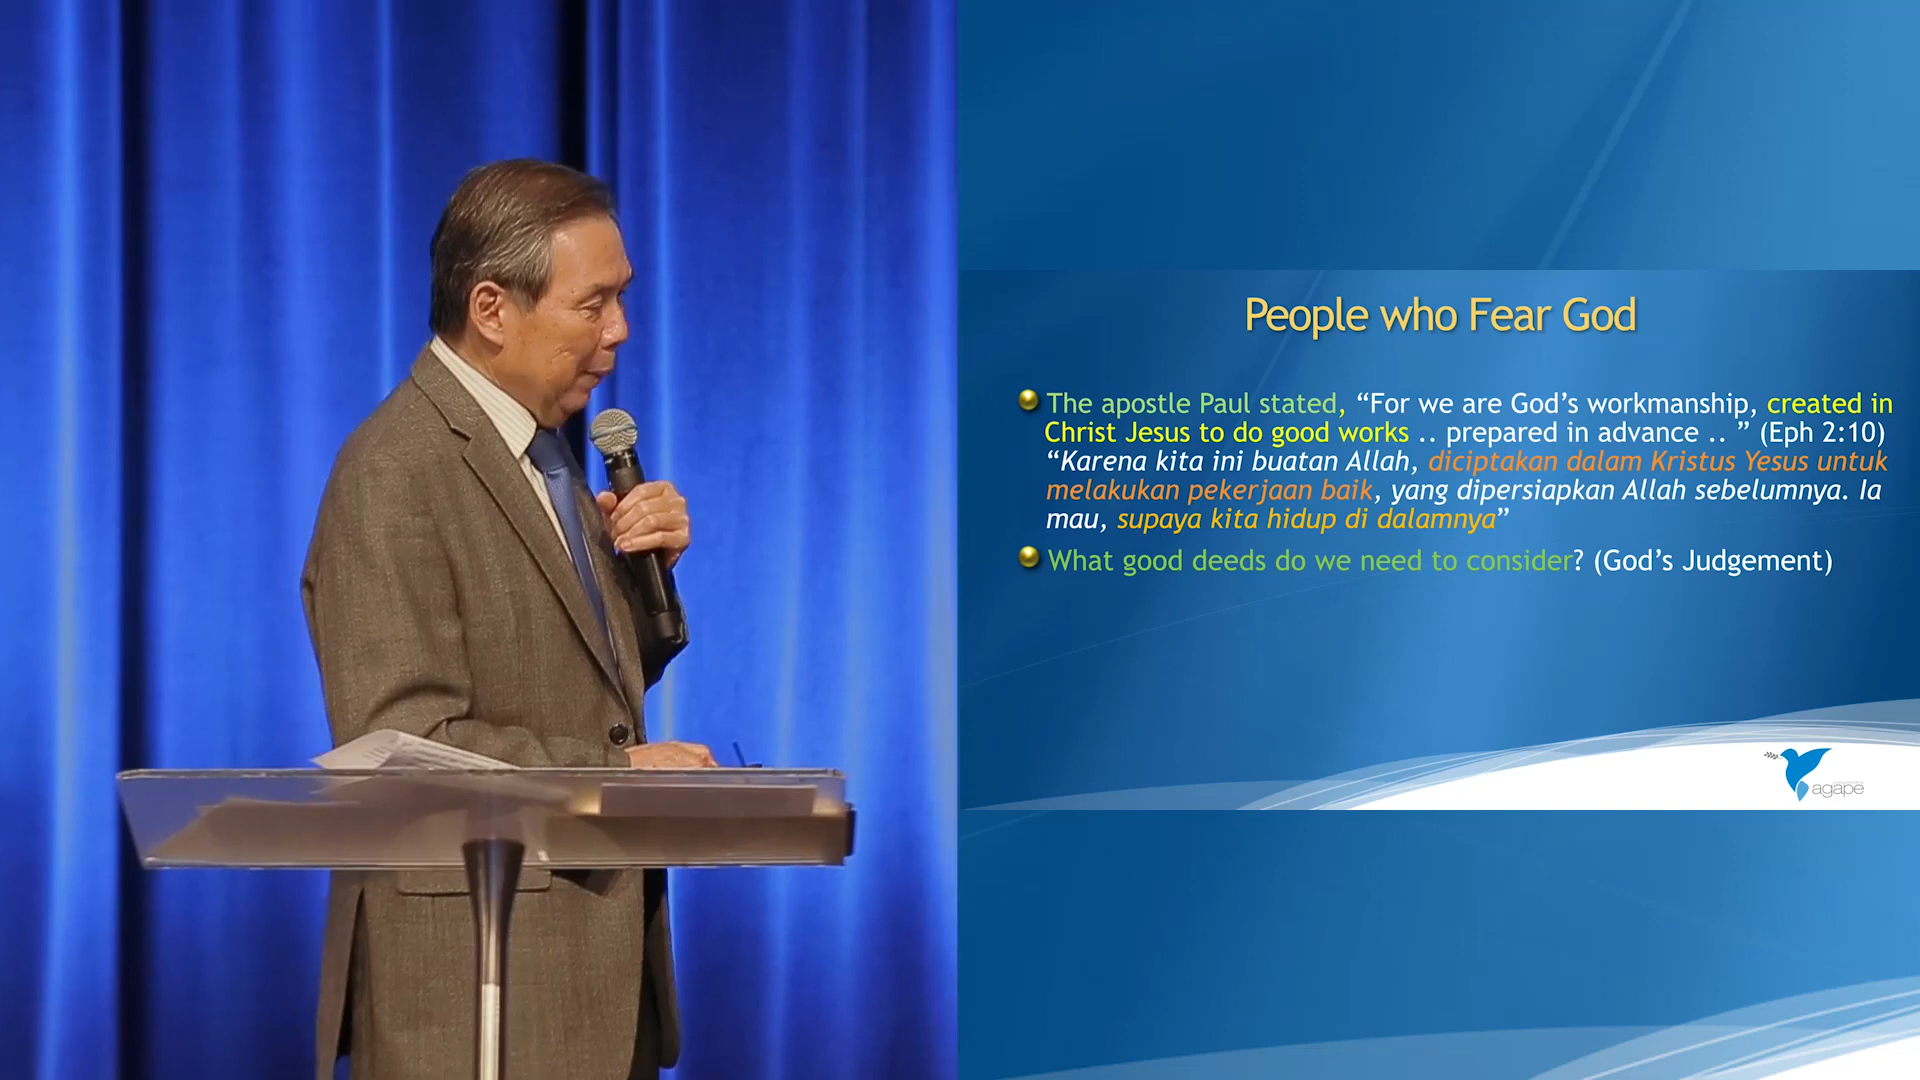 People who Fear God
The apostle Paul stated, “For we are God’s workmanship, created in
Christ Jesus to do good works .. prepared in advance .. ” (Eph 2:10)
“Karena kita ini buatan Allah, diciptakan dalam Kristus Yesus untuk
melakukan pekerjaan baik, yang dipersiapkan Allah sebelumnya. Ia
mau, supaya kita hidup di dalamnya”
What good deeds do we need to consider? (God’s Judgement)
agape